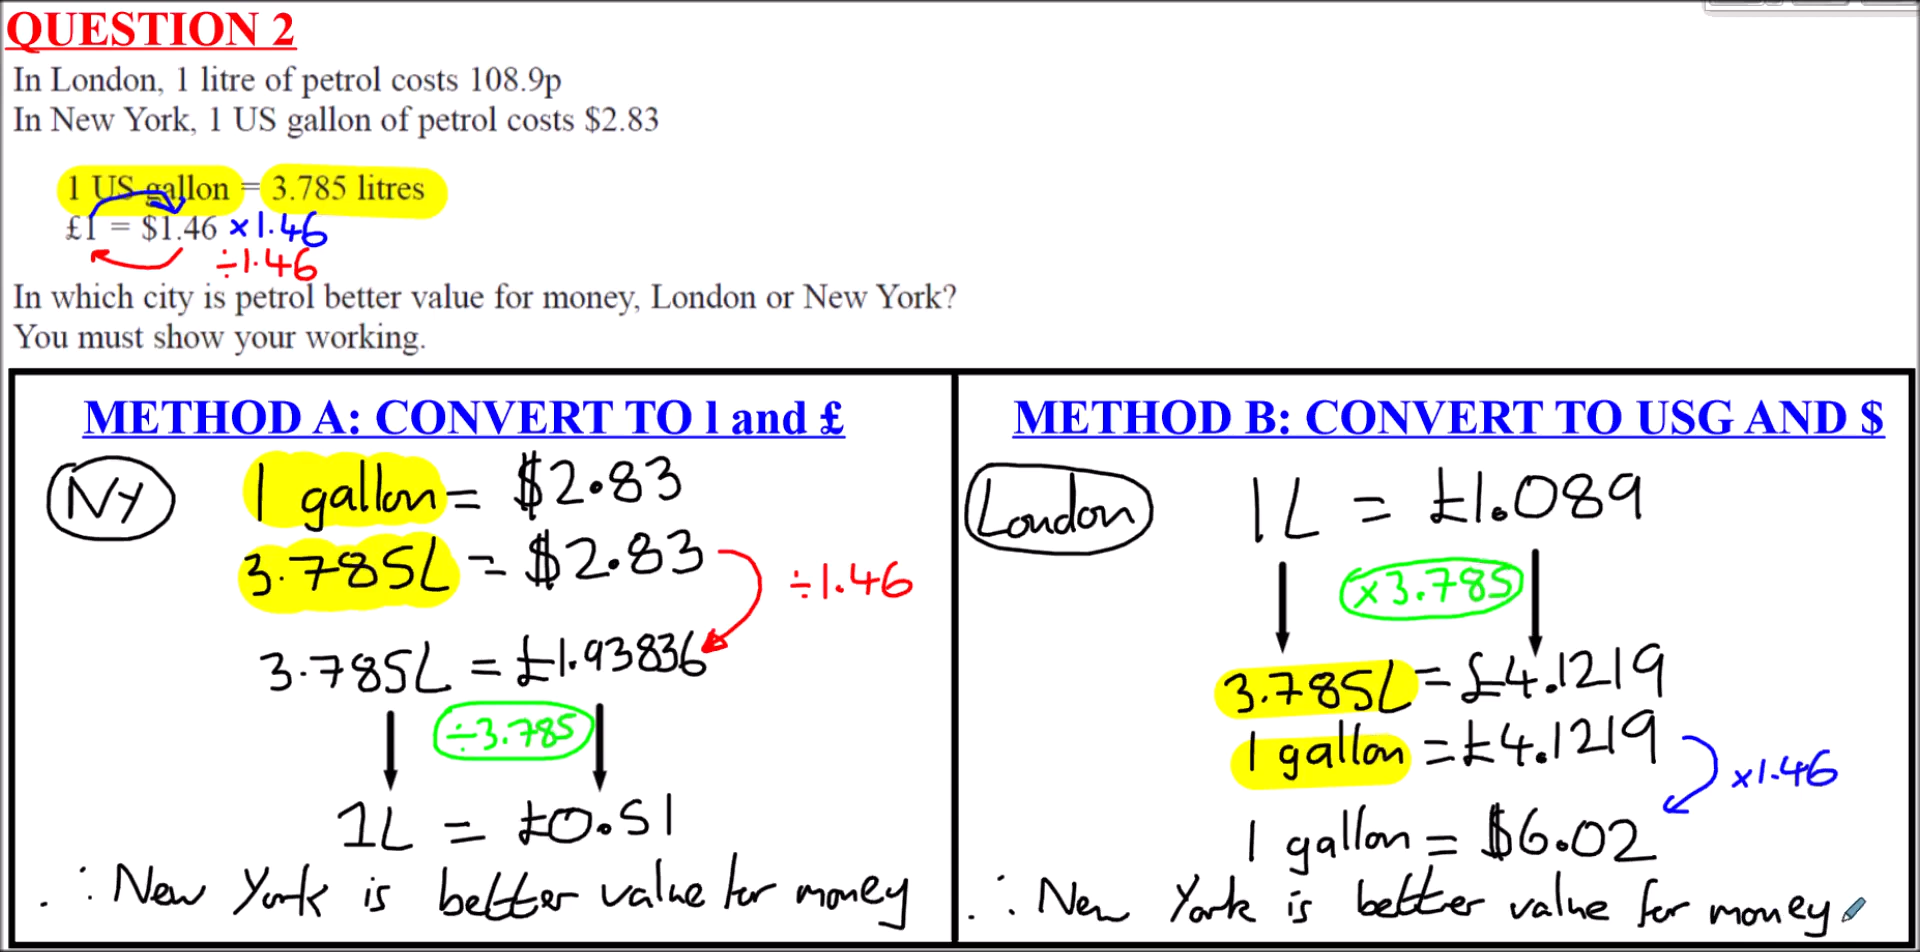 QUESTION 2
In London, 1 litre of petrol costs 108.9p
In New York, 1 US gallon of petrol costs $2.83
1 US gallon = 3.785 litres
£1 = $1.46 ×1.46
÷1.46
In which city is petrol better value for money, London or New York?
You must show your working.
METHOD A: CONVERT TO l and £
NY
1 gallon = $2.83
3.785L = $2.83
÷1.46
3.785L = £1.93836
÷3.785
1L = £0.51
∴ New York is better value for money
METHOD B: CONVERT TO USG AND $
London
1L = £1.089
×3.785
3.785L = £4.1219
1 gallon = £4.1219
×1.46
1 gallon = $6.02
∴ New York is better value for money